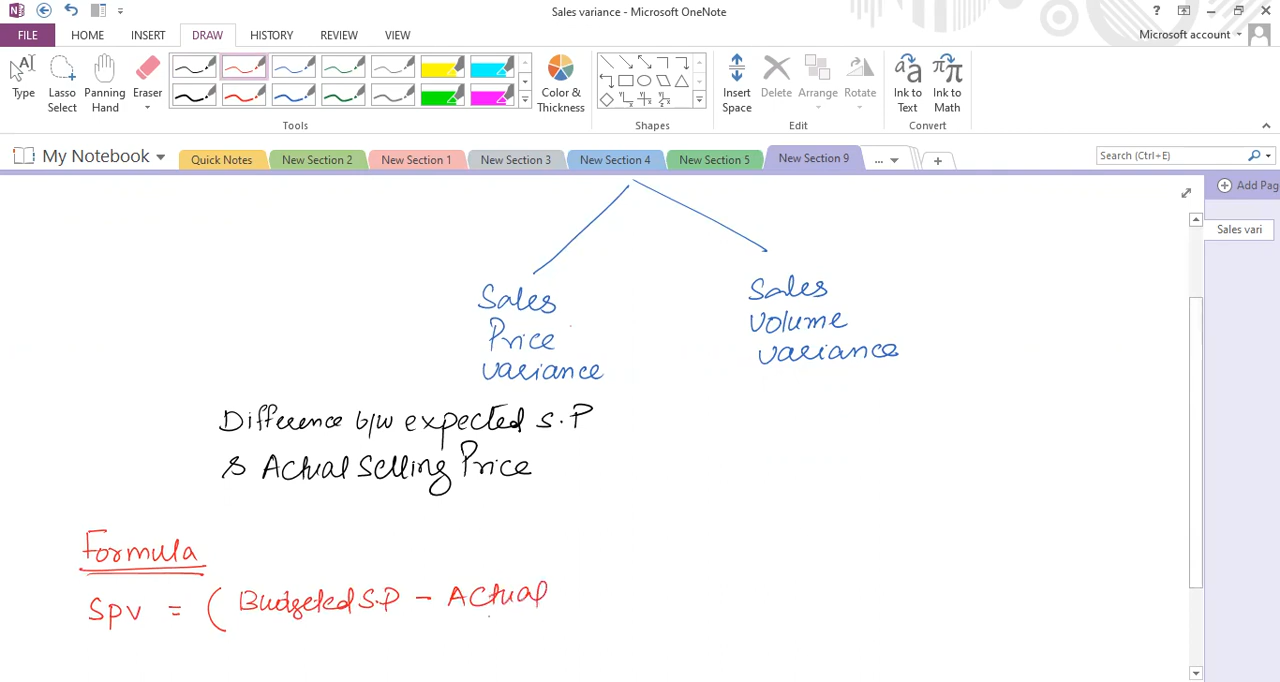 Sales variance - Microsoft OneNote
Microsoft account
FILE HOME INSERT DRAW HISTORY REVIEW VIEW
Type Lasso Select Panning Hand Eraser
Color & Thickness
Insert Space Delete Arrange Rotate
Ink to Text Ink to Math
Tools Shapes Edit Convert
My Notebook Quick Notes New Section 2 New Section 1 New Section 3 New Section 4 New Section 5 New Section 9 ...
Search (Ctrl+E)
Add Pag
Sales vari
Sales
Price
variance
Sales
volume
variance
Difference b/w expected S.P
& Actual Selling Price
Formula
SPV = ( Budgeted S.P - Actual